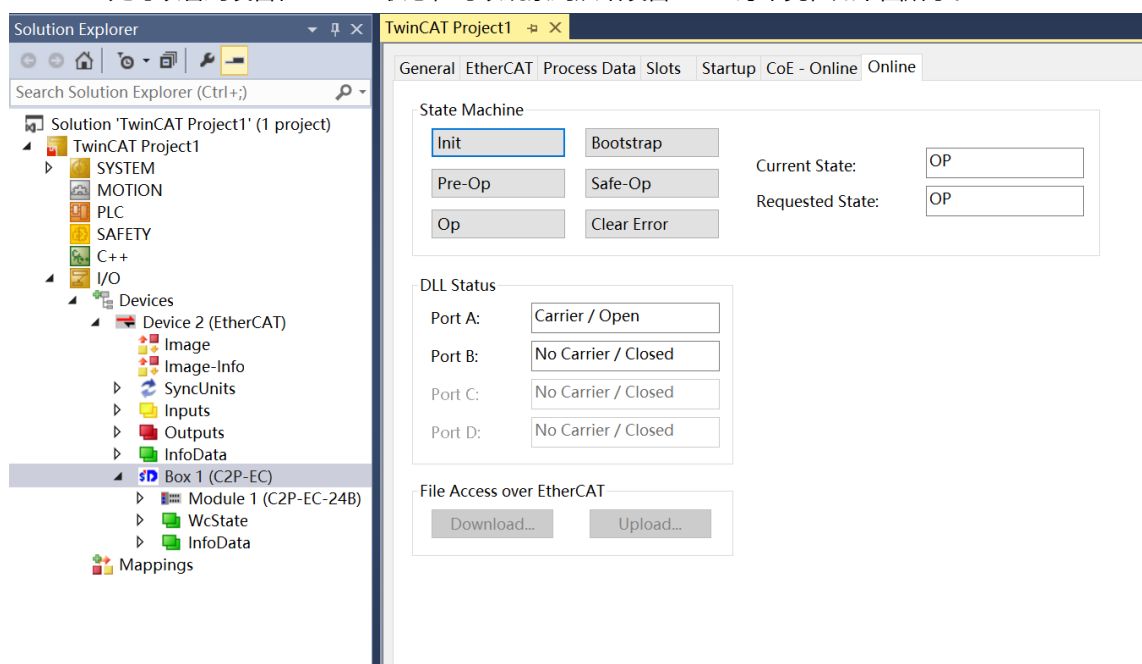 Solution Explorer
Search Solution Explorer (Ctrl+;)
Solution 'TwinCAT Project1' (1 project)
TwinCAT Project1
SYSTEM
MOTION
PLC
SAFETY
C++
I/O
Devices
Device 2 (EtherCAT)
Image
Image-Info
SyncUnits
Inputs
Outputs
InfoData
Box 1 (C2P-EC)
Module 1 (C2P-EC-24B)
WcState
InfoData
Mappings
TwinCAT Project1
General EtherCAT Process Data Slots Startup CoE - Online Online
State Machine
Init Bootstrap
Pre-Op Safe-Op
Op Clear Error
Current State: OP
Requested State: OP
DLL Status
Port A: Carrier / Open
Port B: No Carrier / Closed
Port C: No Carrier / Closed
Port D: No Carrier / Closed
File Access over EtherCAT
Download... Upload...